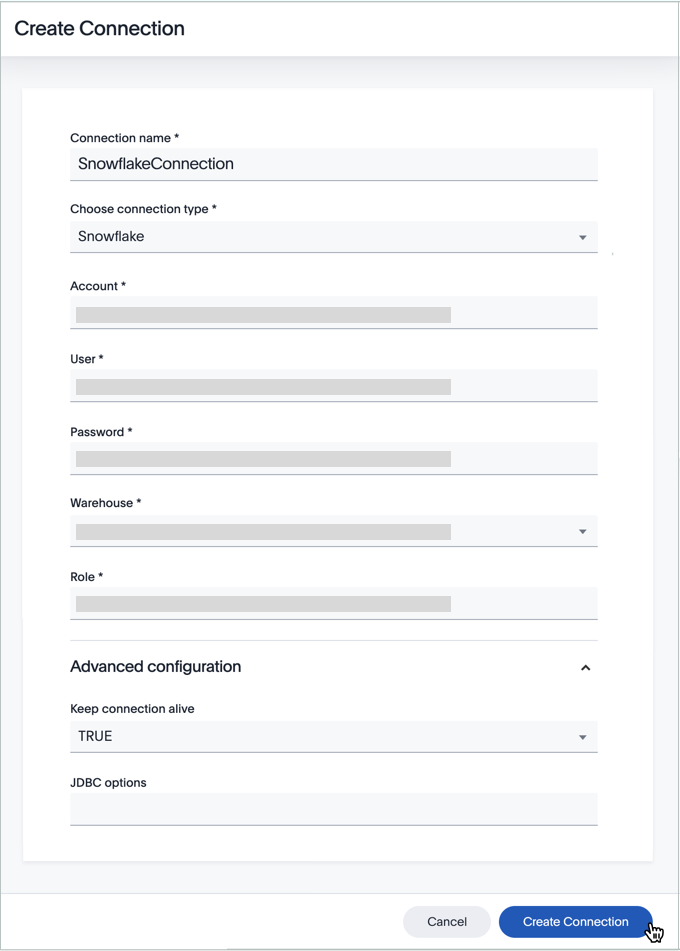 Create Connection
Connection name *
SnowflakeConnection
Choose connection type *
Snowflake
Account *
User *
Password *
Warehouse *
Role *
Advanced configuration
Keep connection alive
TRUE
JDBC options
Cancel
Create Connection